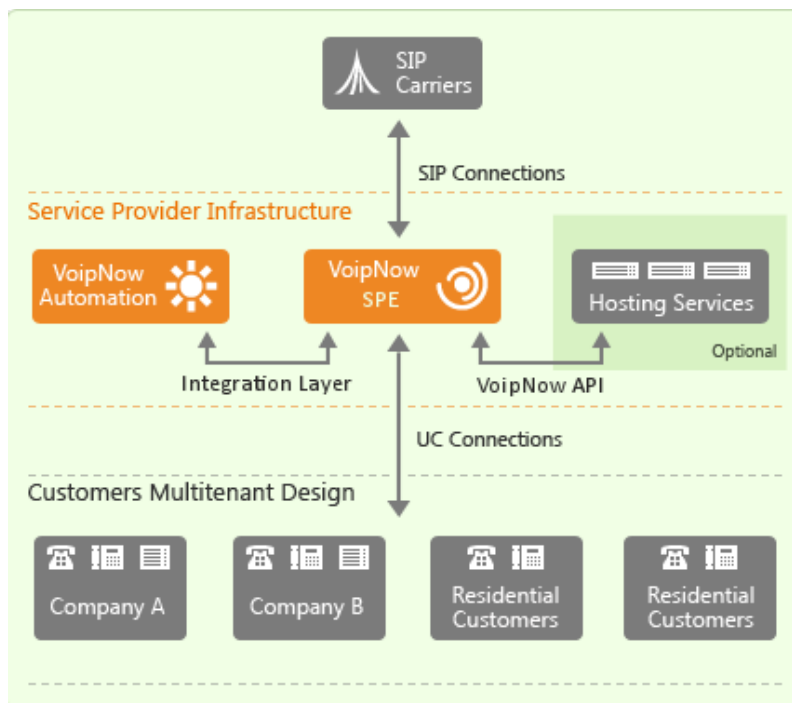 SIP
Carriers
SIP Connections
Service Provider Infrastructure
VoipNow
Automation
VoipNow
SPE
Hosting Services
Optional
Integration Layer
VoipNow API
UC Connections
Customers Multitenant Design
Company A
Company B
Residential
Customers
Residential
Customers